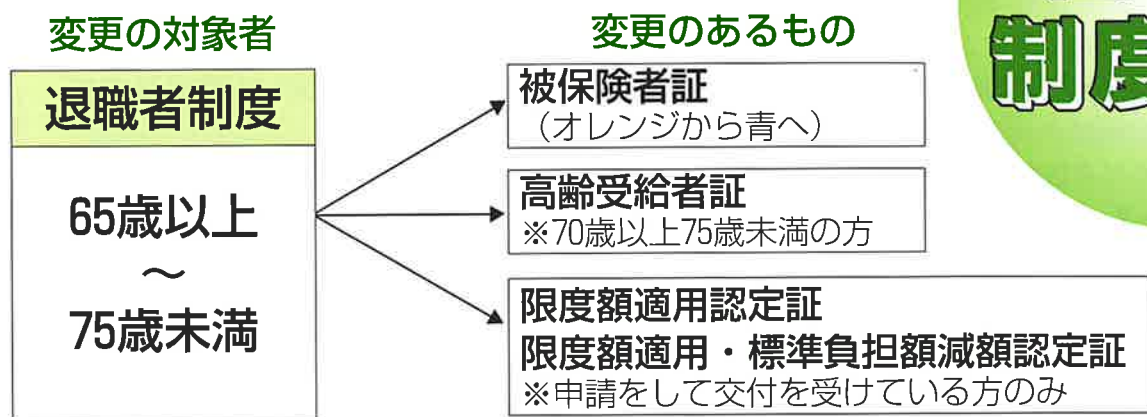 変更の対象者
退職者制度
65歳以上
～
75歳未満
変更のあるもの
被保険者証
（オレンジから青へ）
高齢受給者証
※70歳以上75歳未満の方
限度額適用認定証
限度額適用・標準負担額減額認定証
※申請をして交付を受けている方のみ
制度